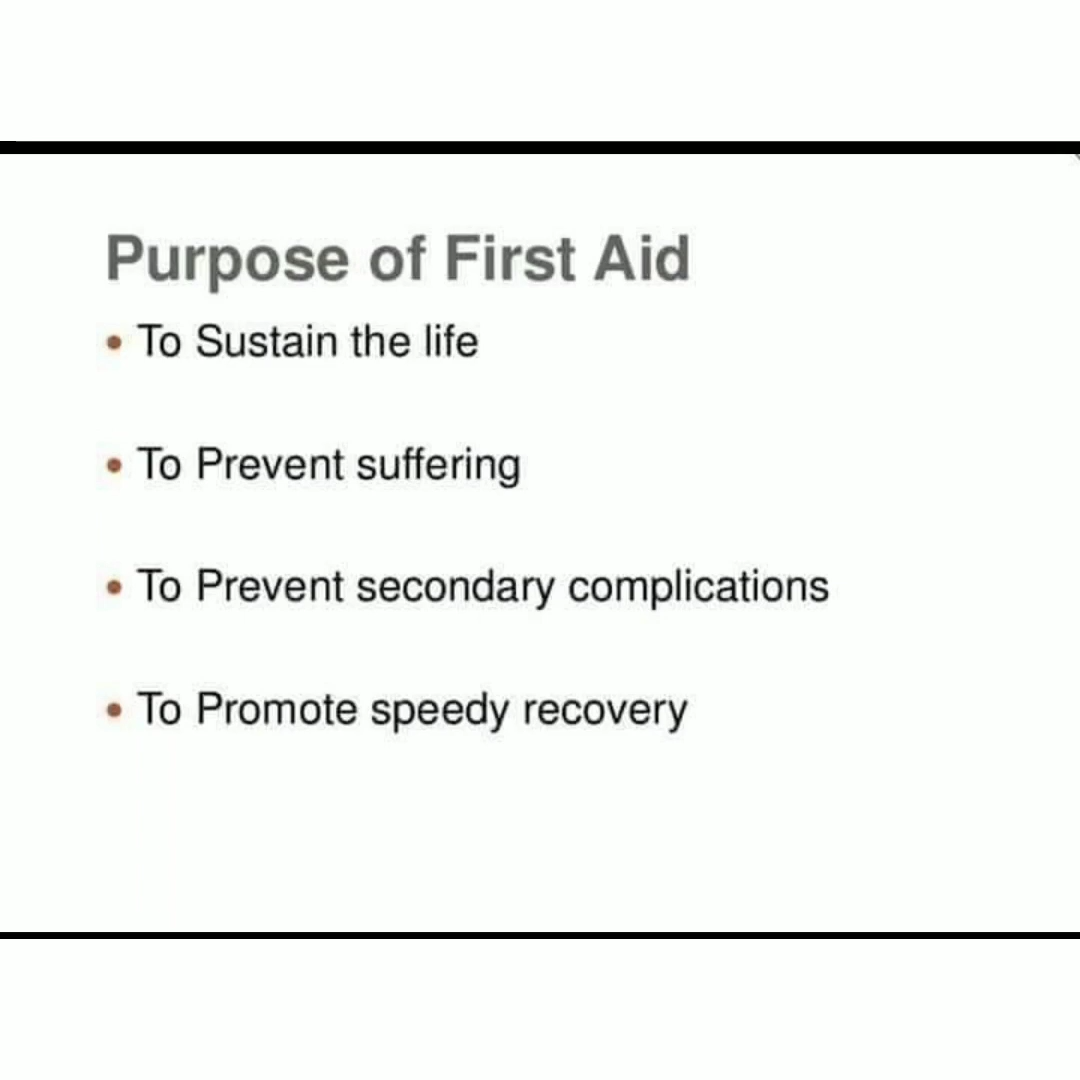 Purpose of First Aid
• To Sustain the life
• To Prevent suffering
• To Prevent secondary complications
• To Promote speedy recovery